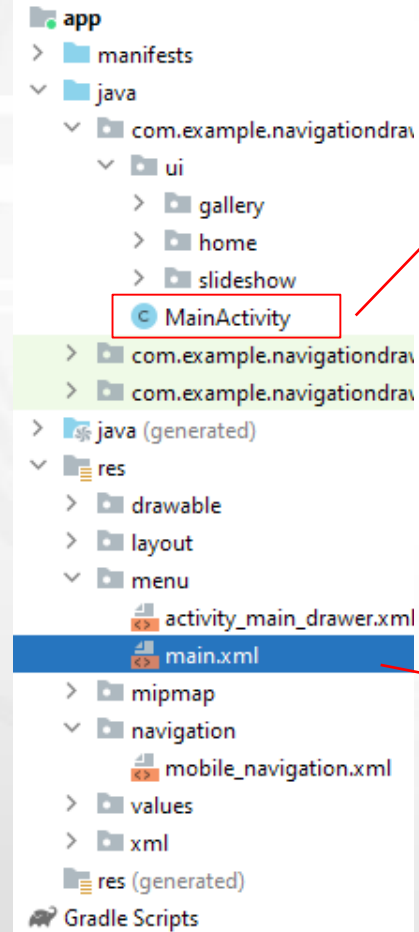 app
manifests
java
com.example.navigationdrav
ui
gallery
home
slideshow
C MainActivity
com.example.navigationdrav
com.example.navigationdrav
java (generated)
res
drawable
layout
menu
activity_main_drawer.xml
main.xml
mipmap
navigation
mobile_navigation.xml
values
xml
res (generated)
Gradle Scripts